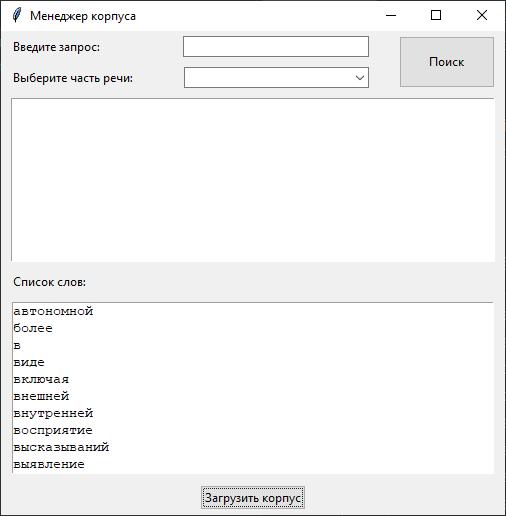 Менеджер корпуса
Введите запрос:
Поиск
Выберите часть речи:
Список слов:
автономной
более
в
виде
включая
внешней
внутренней
восприятие
высказываний
выявление
Загрузить корпус